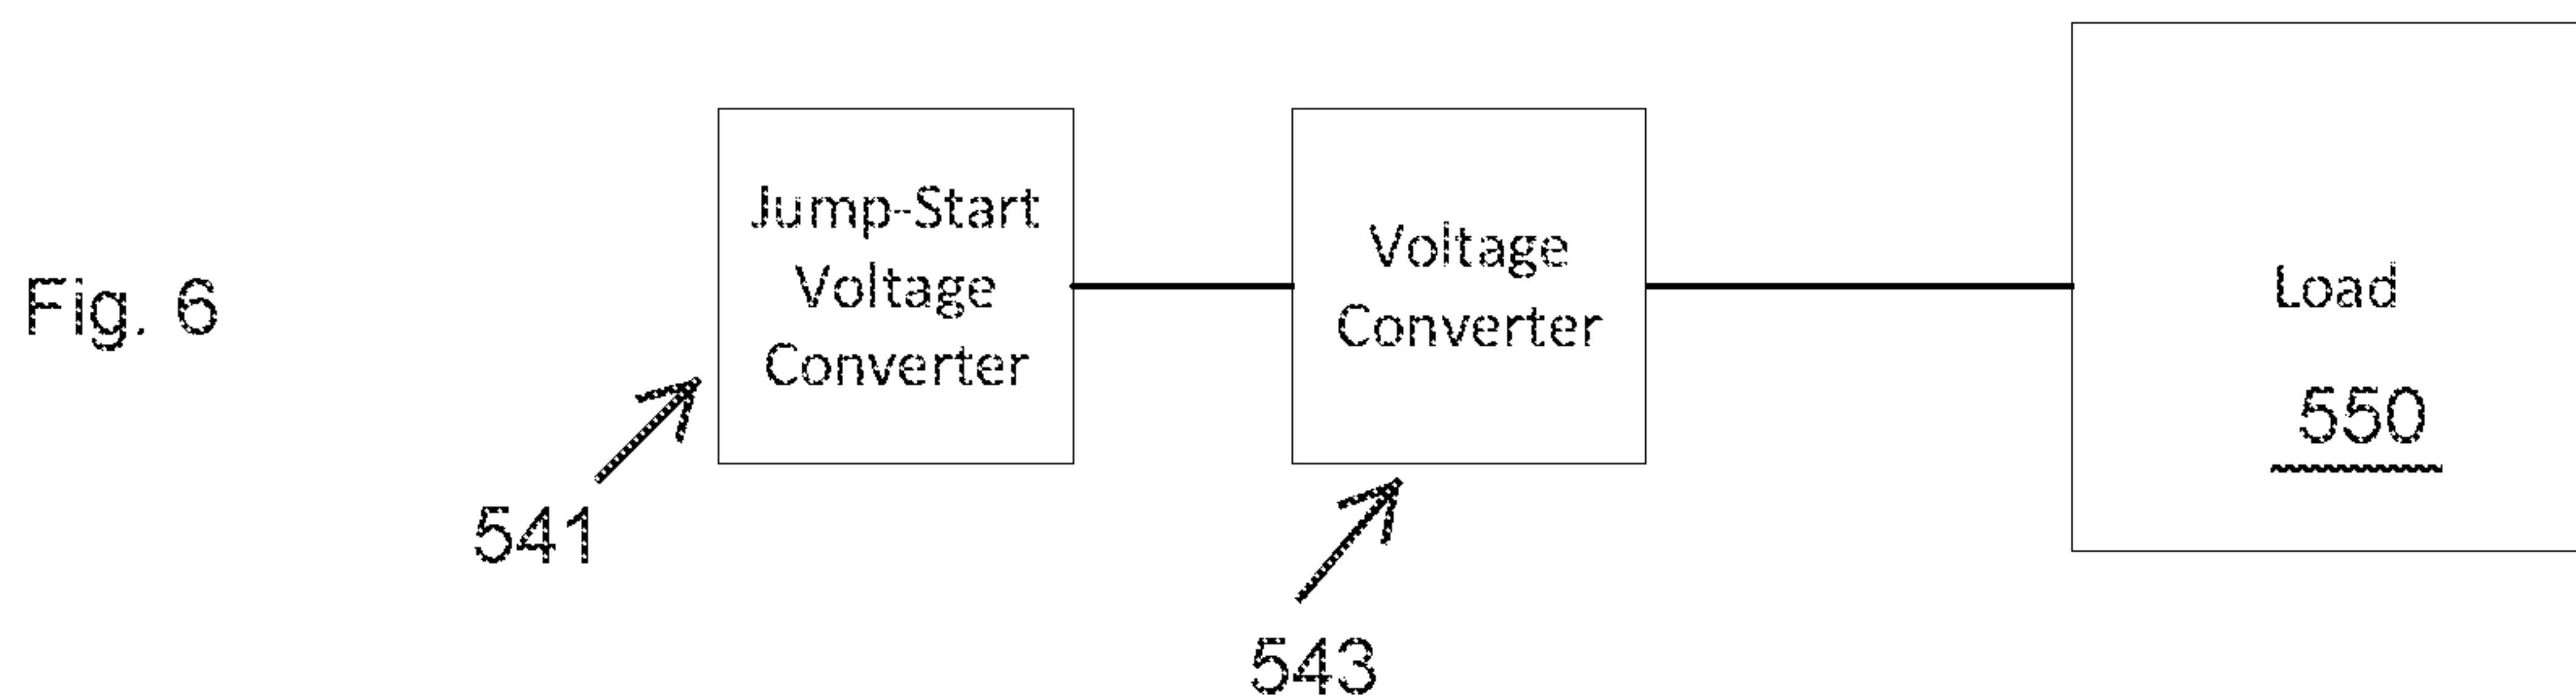 Fig. 6
Jump-Start
Voltage
Converter
541
Voltage
Converter
543
Load
550